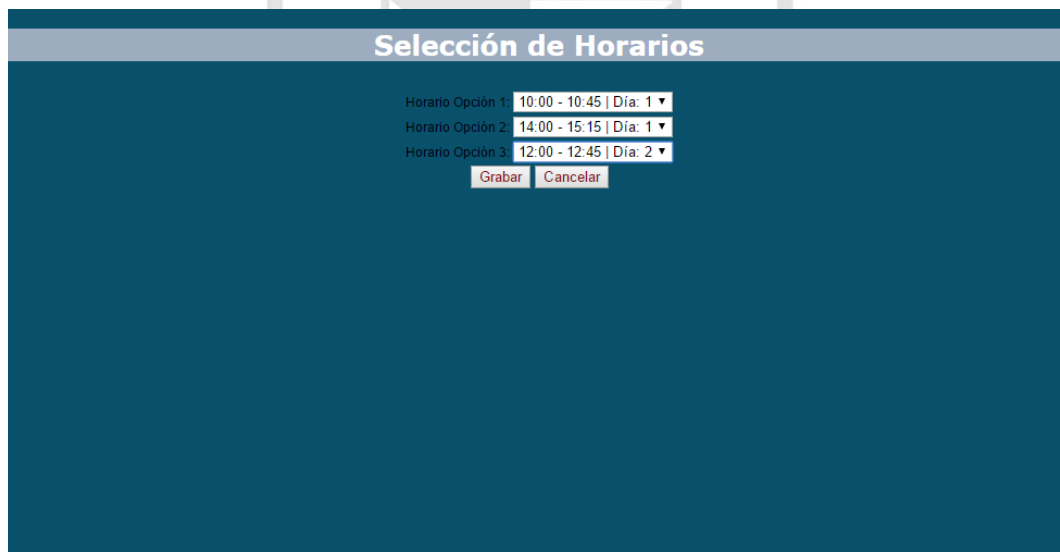 Selección de Horarios
Horario Opción 1: 10:00 - 10:45 | Día: 1
Horario Opción 2: 14:00 - 15:15 | Día: 1
Horario Opción 3: 12:00 - 12:45 | Día: 2
Grabar Cancelar